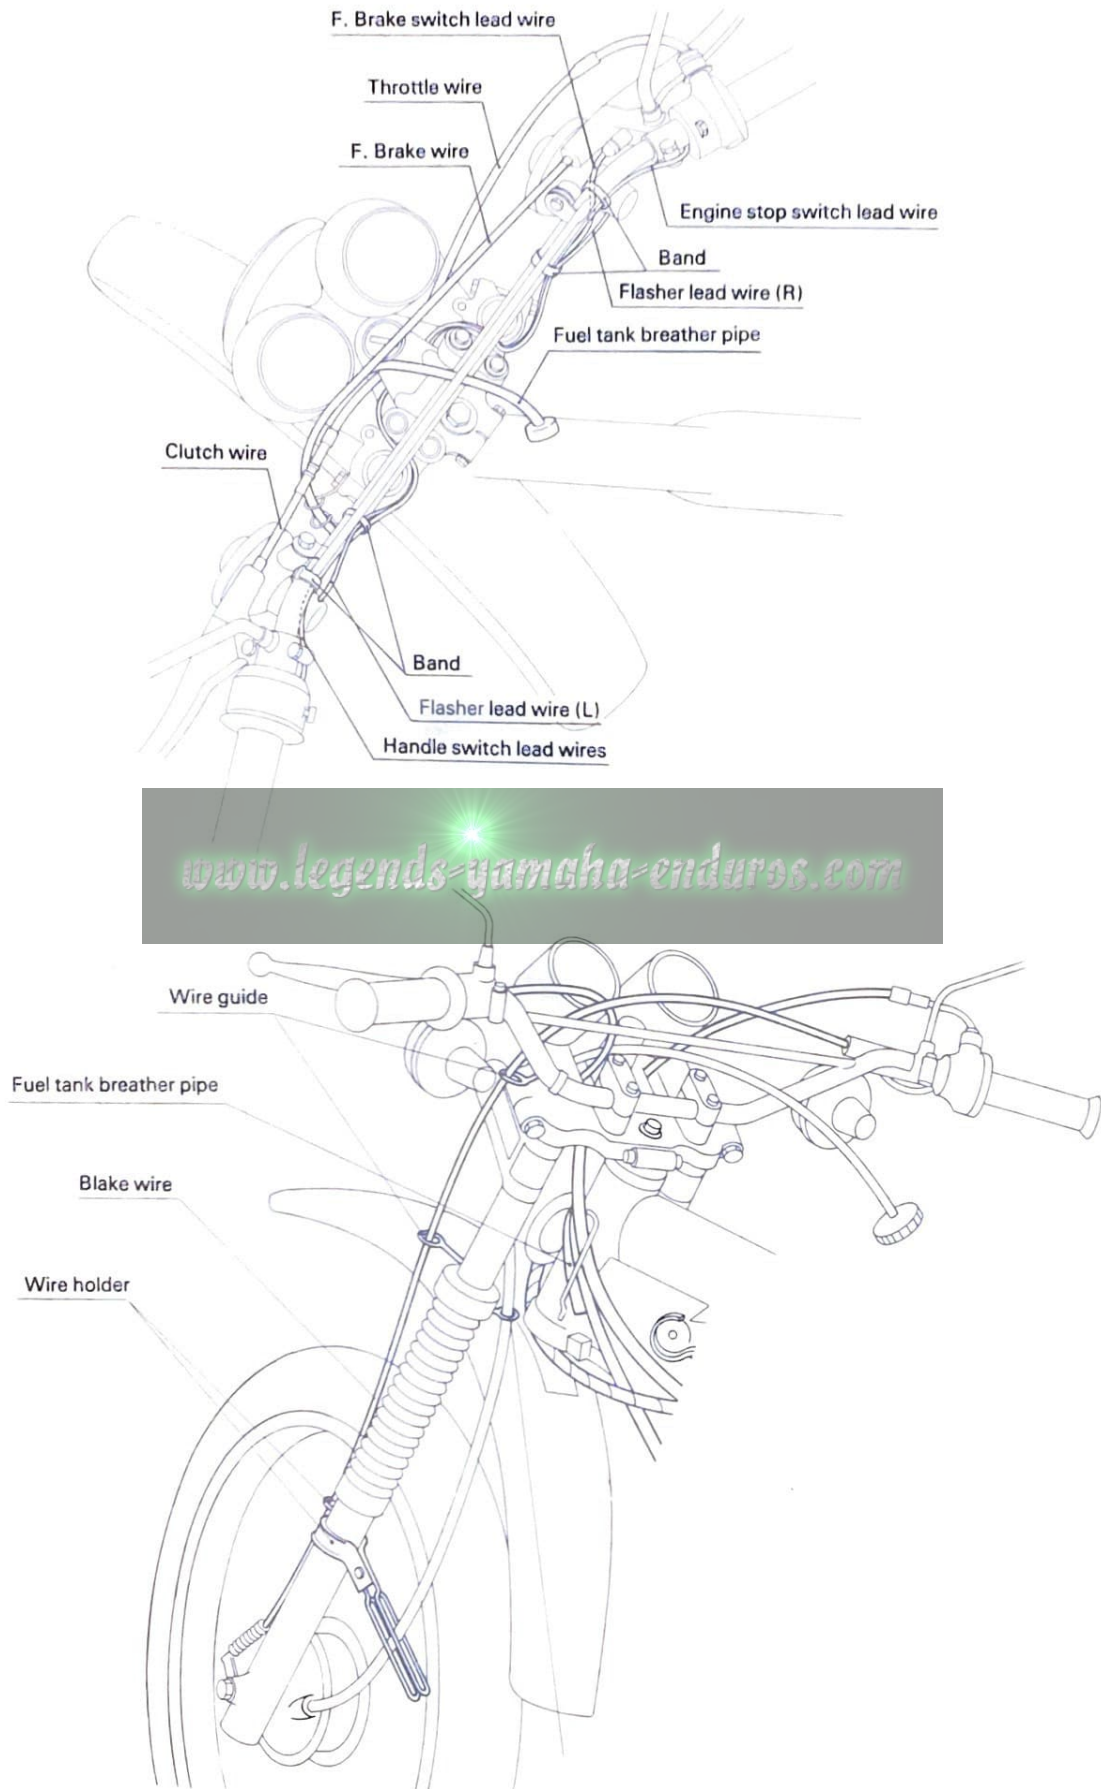 F. Brake switch lead wire
Throttle wire
F. Brake wire
Engine stop switch lead wire
Band
Flasher lead wire (R)
Fuel tank breather pipe
Clutch wire
Band
Flasher lead wire (L)
Handle switch lead wires
www.legends-yamaha-enduros.com
Wire guide
Fuel tank breather pipe
Blake wire
Wire holder